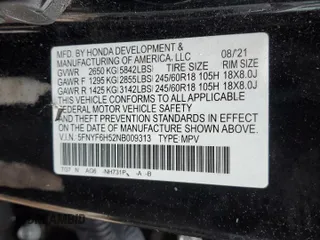 MFD. BY HONDA DEVELOPMENT &
MANUFACTURING OF AMERICA, LLC 08/'21
GVWR 2650 KG(5842LBS) TIRE SIZE RIM SIZE
GAWR F 1295 KG(2855LBS) 245/60R18 105H 18X8.0J
GAWR R 1425 KG(3142LBS) 245/60R18 105H 18X8.0J
THIS VEHICLE CONFORMS TO ALL APPLICABLE
FEDERAL MOTOR VEHICLE SAFETY STANDARDS
IN EFFECT ON THE DATE OF MANUFACTURE SHOWN ABOVE.
V.I.N. 5FNYF6H52NB009313 TYPE: MPV
NH731P -A -B